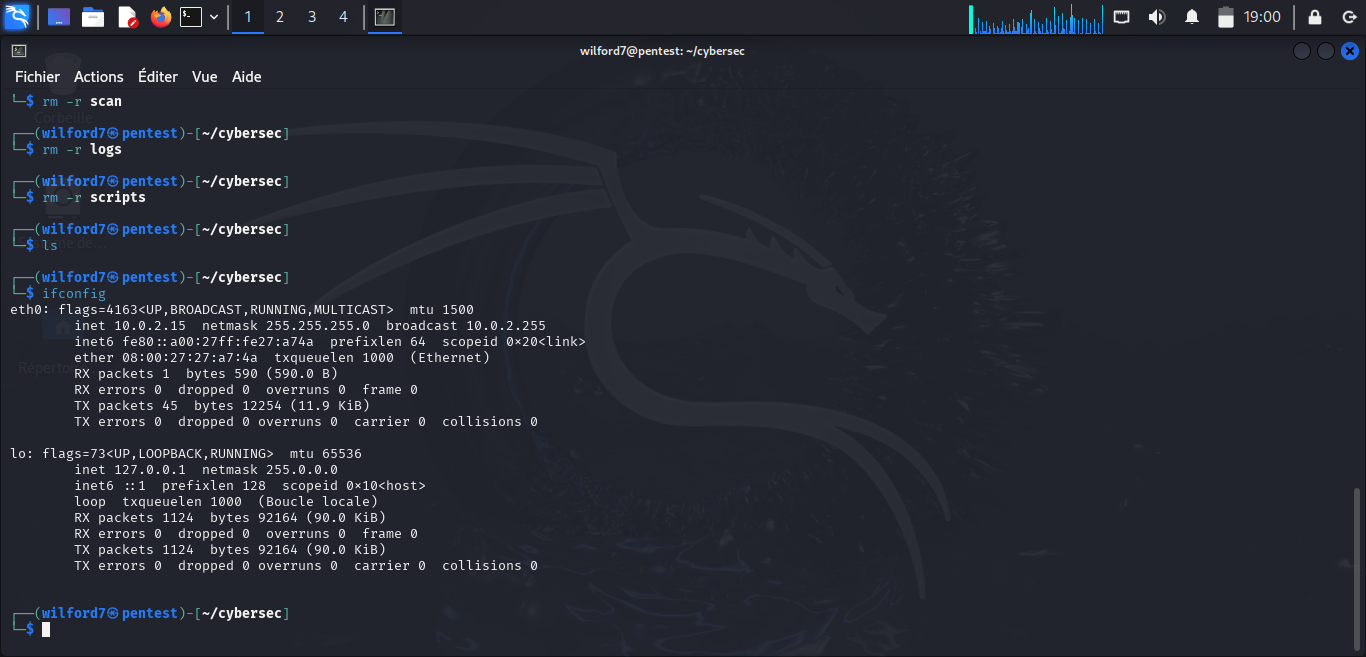 1 2 3 4 19:00
wilford7@pentest: ~/cybersec
Fichier Actions Éditer Vue Aide
└─$ rm -r scan
Corbeille
┌──(wilford7㉿pentest)-[~/cybersec]
└─$ rm -r logs
┌──(wilford7㉿pentest)-[~/cybersec]
└─$ rm -r scripts
┌──(wilford7㉿pentest)-[~/cybersec]
└─$ ls
┌──(wilford7㉿pentest)-[~/cybersec]
└─$ ifconfig
eth0: flags=4163<UP,BROADCAST,RUNNING,MULTICAST>  mtu 1500
        inet 10.0.2.15  netmask 255.255.255.0  broadcast 10.0.2.255
        inet6 fe80::a00:27ff:fe27:a74a  prefixlen 64  scopeid 0x20<link>
        ether 08:00:27:27:a7:4a  txqueuelen 1000  (Ethernet)
        RX packets 1  bytes 590 (590.0 B)
        RX errors 0  dropped 0  overruns 0  frame 0
        TX packets 45  bytes 12254 (11.9 KiB)
        TX errors 0  dropped 0 overruns 0  carrier 0  collisions 0
lo: flags=73<UP,LOOPBACK,RUNNING>  mtu 65536
        inet 127.0.0.1  netmask 255.0.0.0
        inet6 ::1  prefixlen 128  scopeid 0x10<host>
        loop  txqueuelen 1000  (Boucle locale)
        RX packets 1124  bytes 92164 (90.0 KiB)
        RX errors 0  dropped 0  overruns 0  frame 0
        TX packets 1124  bytes 92164 (90.0 KiB)
        TX errors 0  dropped 0 overruns 0  carrier 0  collisions 0
┌──(wilford7㉿pentest)-[~/cybersec]
└─$